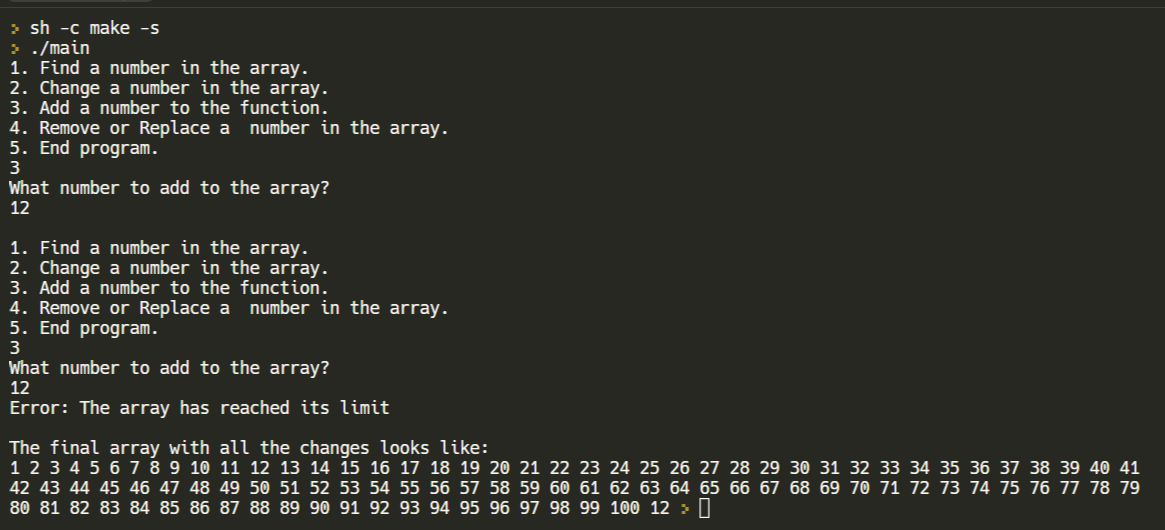 > sh -c make -s
> ./main
1. Find a number in the array.
2. Change a number in the array.
3. Add a number to the function.
4. Remove or Replace a  number in the array.
5. End program.
3
What number to add to the array?
12

1. Find a number in the array.
2. Change a number in the array.
3. Add a number to the function.
4. Remove or Replace a  number in the array.
5. End program.
3
What number to add to the array?
12
Error: The array has reached its limit

The final array with all the changes looks like:
1 2 3 4 5 6 7 8 9 10 11 12 13 14 15 16 17 18 19 20 21 22 23 24 25 26 27 28 29 30 31 32 33 34 35 36 37 38 39 40 41
42 43 44 45 46 47 48 49 50 51 52 53 54 55 56 57 58 59 60 61 62 63 64 65 66 67 68 69 70 71 72 73 74 75 76 77 78 79
80 81 82 83 84 85 86 87 88 89 90 91 92 93 94 95 96 97 98 99 100 12 >